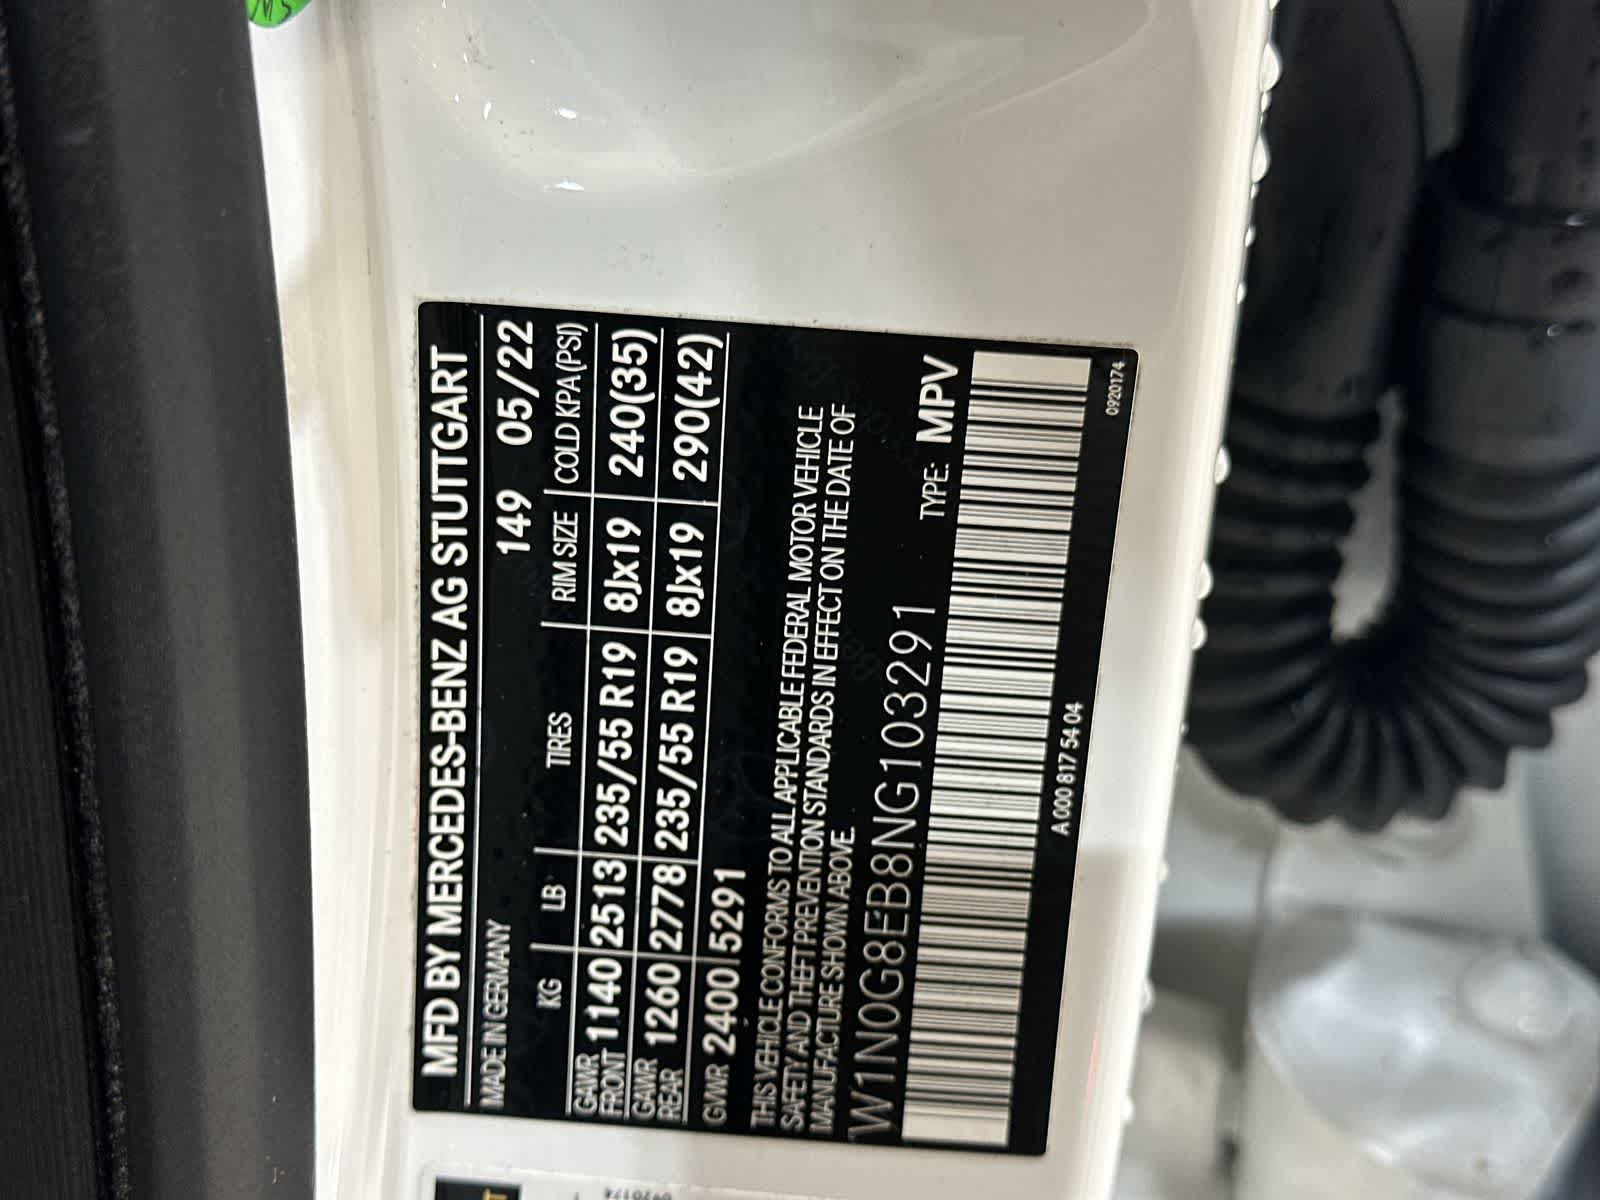 MFD BY MERCEDES-BENZ AG STUTTGART
MADE IN GERMANY 149 05/22
KG LB TIRES RIM SIZE COLD KPA (PSI)
GAWR FRONT 1140 2513 235/55 R19 8Jx19 240(35)
GAWR REAR 1260 2778 235/55 R19 8Jx19 290(42)
GVWR 2400 5291
THIS VEHICLE CONFORMS TO ALL APPLICABLE FEDERAL MOTOR VEHICLE
SAFETY AND THEFT PREVENTION STANDARDS IN EFFECT ON THE DATE OF
MANUFACTURE SHOWN ABOVE.
W1N0G8EB8NG103291 TYPE: MPV
A 000 817 54 04 0920174